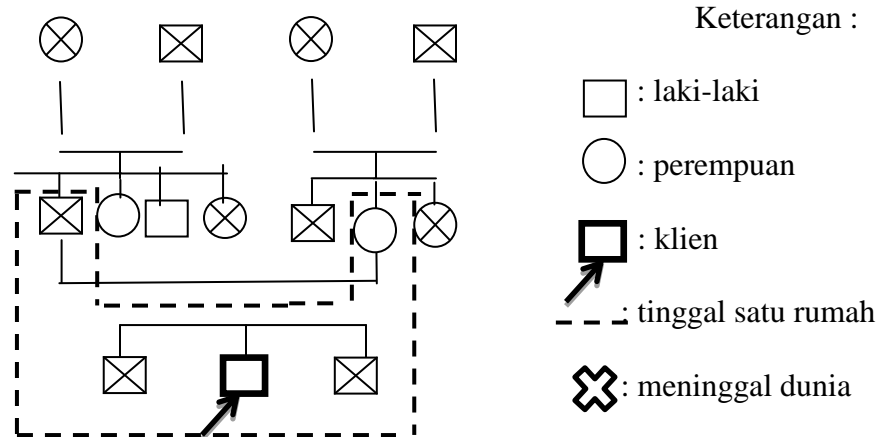 Keterangan :
: laki-laki
: perempuan
: klien
: tinggal satu rumah
: meninggal dunia